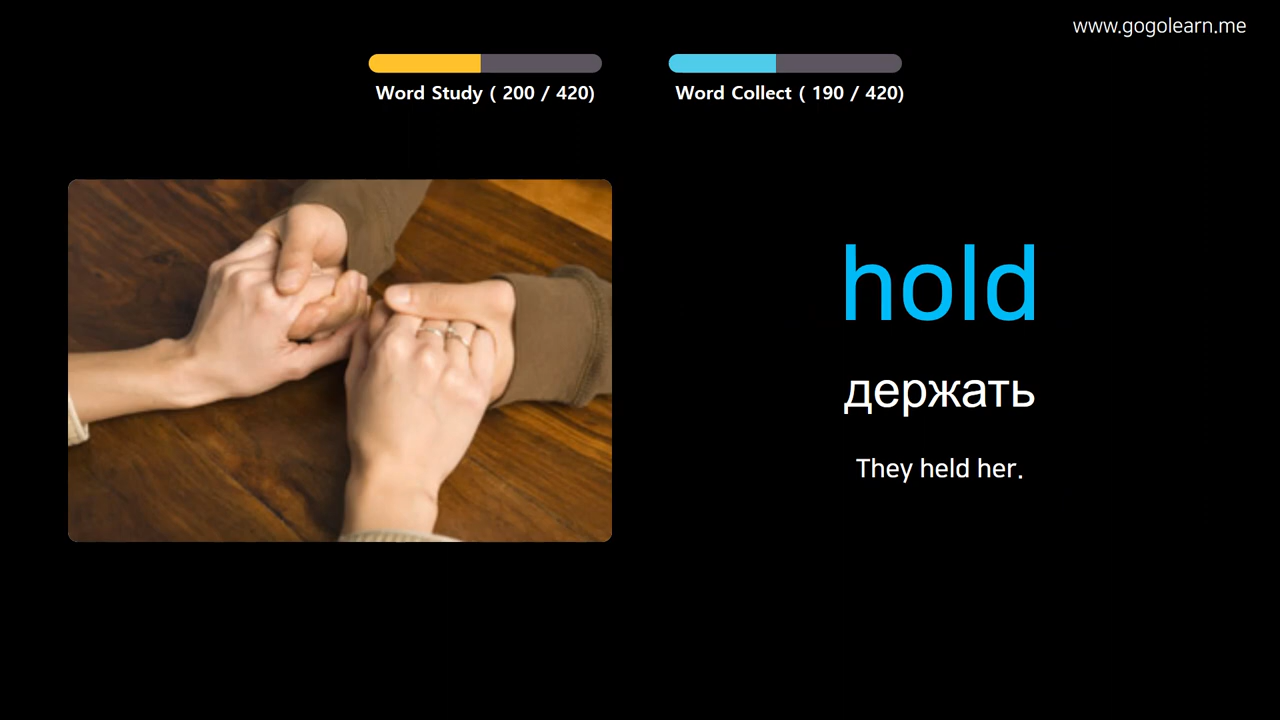 www.gogolearn.me
Word Study ( 200 / 420)
Word Collect ( 190 / 420)
hold
держать
They held her.